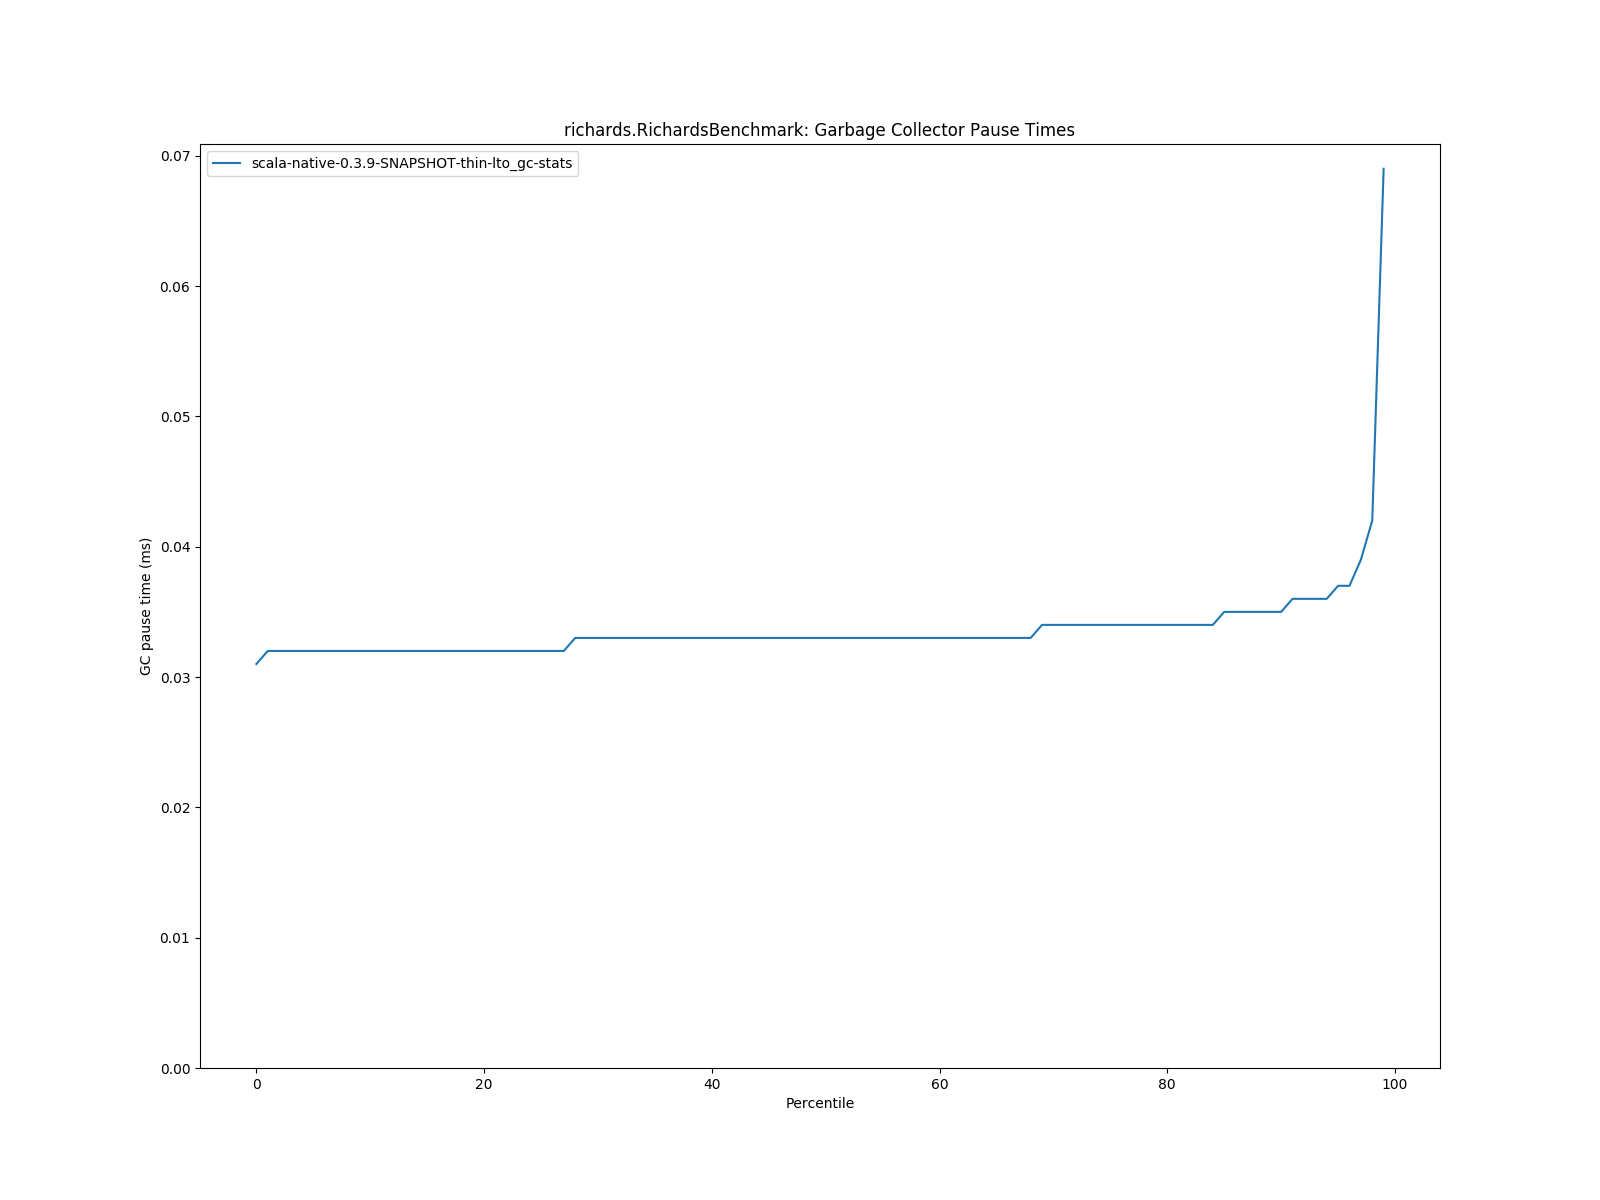 richards.RichardsBenchmark: Garbage Collector Pause Times
scala-native-0.3.9-SNAPSHOT-thin-lto_gc-stats
GC pause time (ms)
0.07
0.06
0.05
0.04
0.03
0.02
0.01
0.00
0 20 40 60 80 100
Percentile